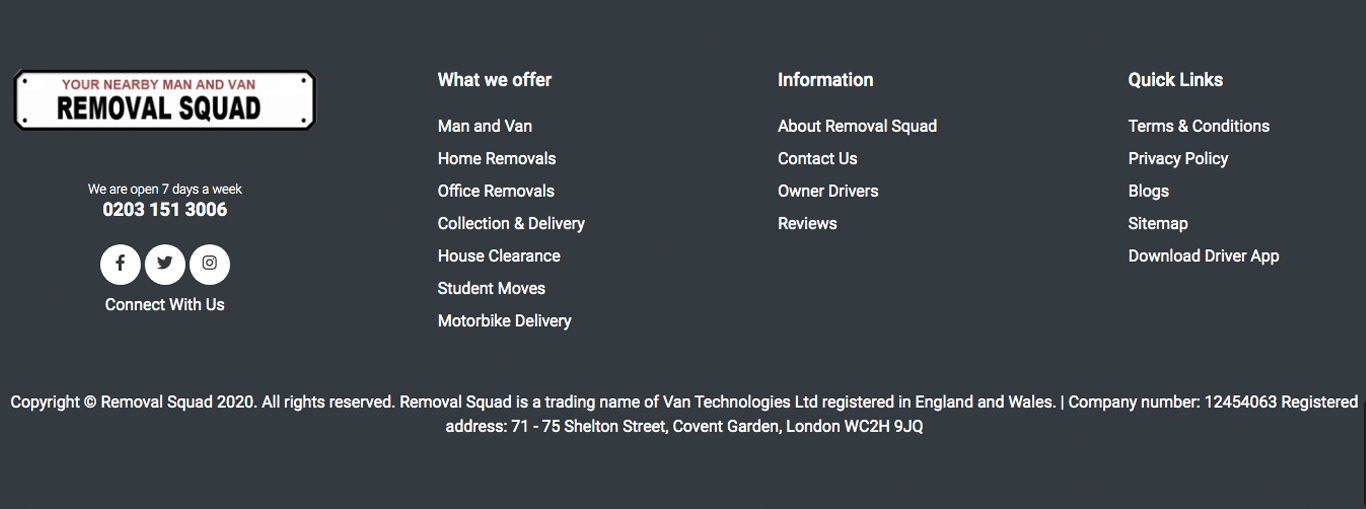 YOUR NEARBY MAN AND VAN
REMOVAL SQUAD
We are open 7 days a week
0203 151 3006
Connect With Us
What we offer
Man and Van
Home Removals
Office Removals
Collection & Delivery
House Clearance
Student Moves
Motorbike Delivery
Information
About Removal Squad
Contact Us
Owner Drivers
Reviews
Quick Links
Terms & Conditions
Privacy Policy
Blogs
Sitemap
Download Driver App
Copyright © Removal Squad 2020. All rights reserved. Removal Squad is a trading name of Van Technologies Ltd registered in England and Wales. | Company number: 12454063 Registered
address: 71 - 75 Shelton Street, Covent Garden, London WC2H 9JQ